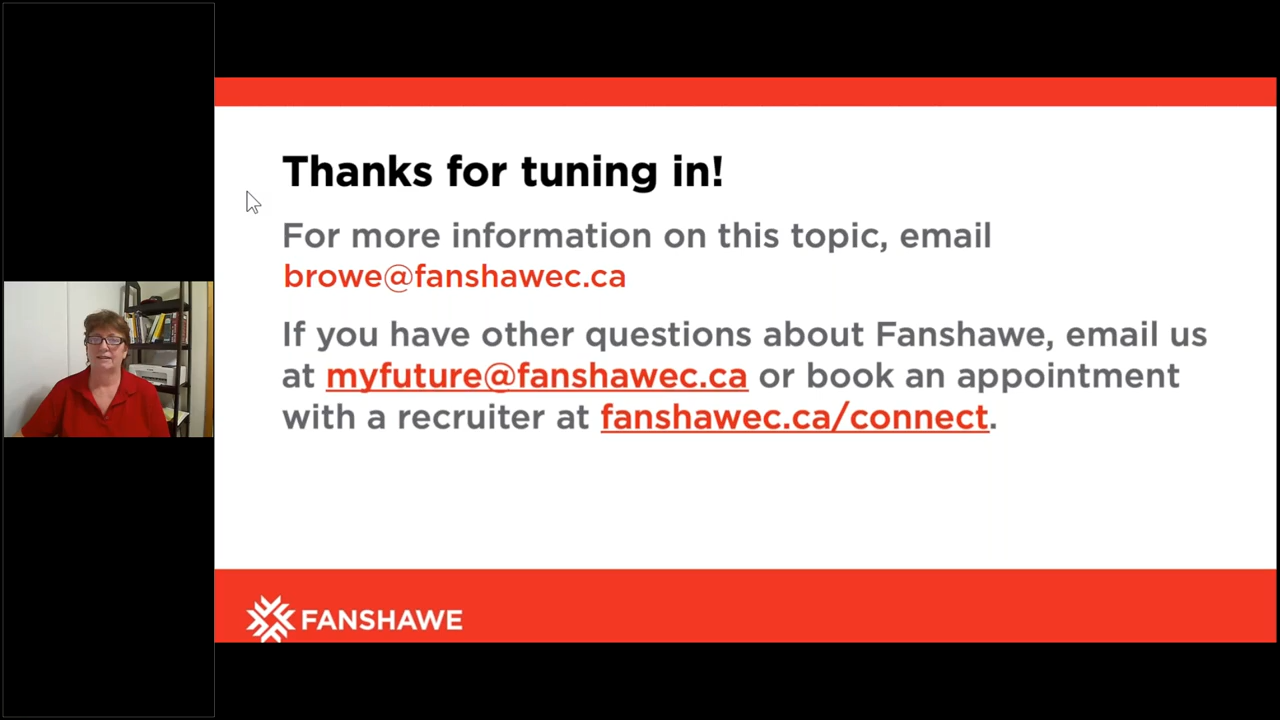 Thanks for tuning in!
For more information on this topic, email
browe@fanshawec.ca
If you have other questions about Fanshawe, email us
at myfuture@fanshawec.ca or book an appointment
with a recruiter at fanshawec.ca/connect.
FANSHAWE